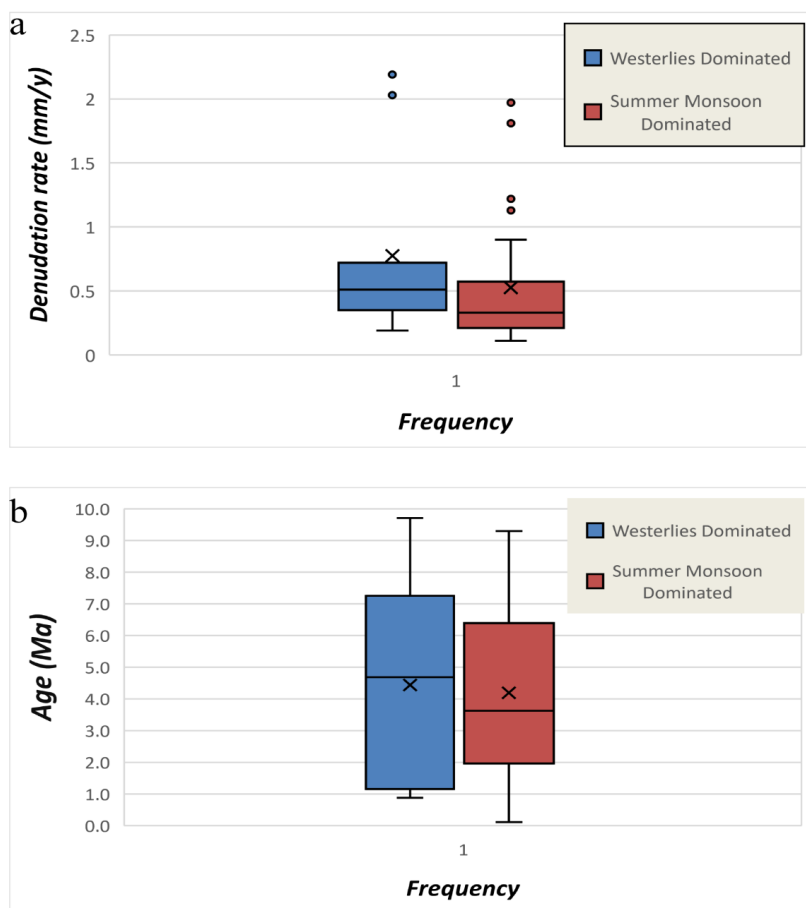 a
2.5
2
1.5
1
0.5
0
Denudation rate (mm/y)
Westerlies Dominated
Summer Monsoon
Dominated
1
Frequency
b
10.0
9.0
8.0
7.0
6.0
5.0
4.0
3.0
2.0
1.0
0.0
Age (Ma)
Westerlies Dominated
Summer Monsoon
Dominated
1
Frequency